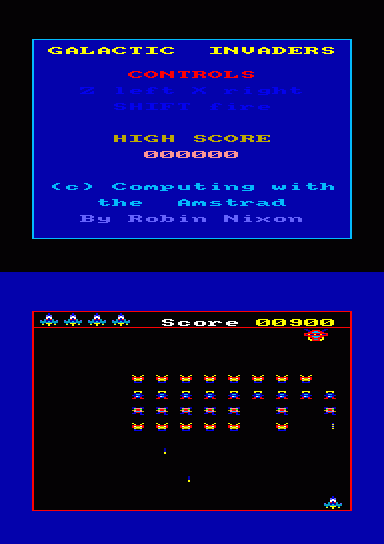 GALACTIC INVADERS
CONTROLS
Z left X right
SHIFT fire
HIGH SCORE
000000
(c) Computing with
the Amstrad
By Robin Nixon
Score 00900